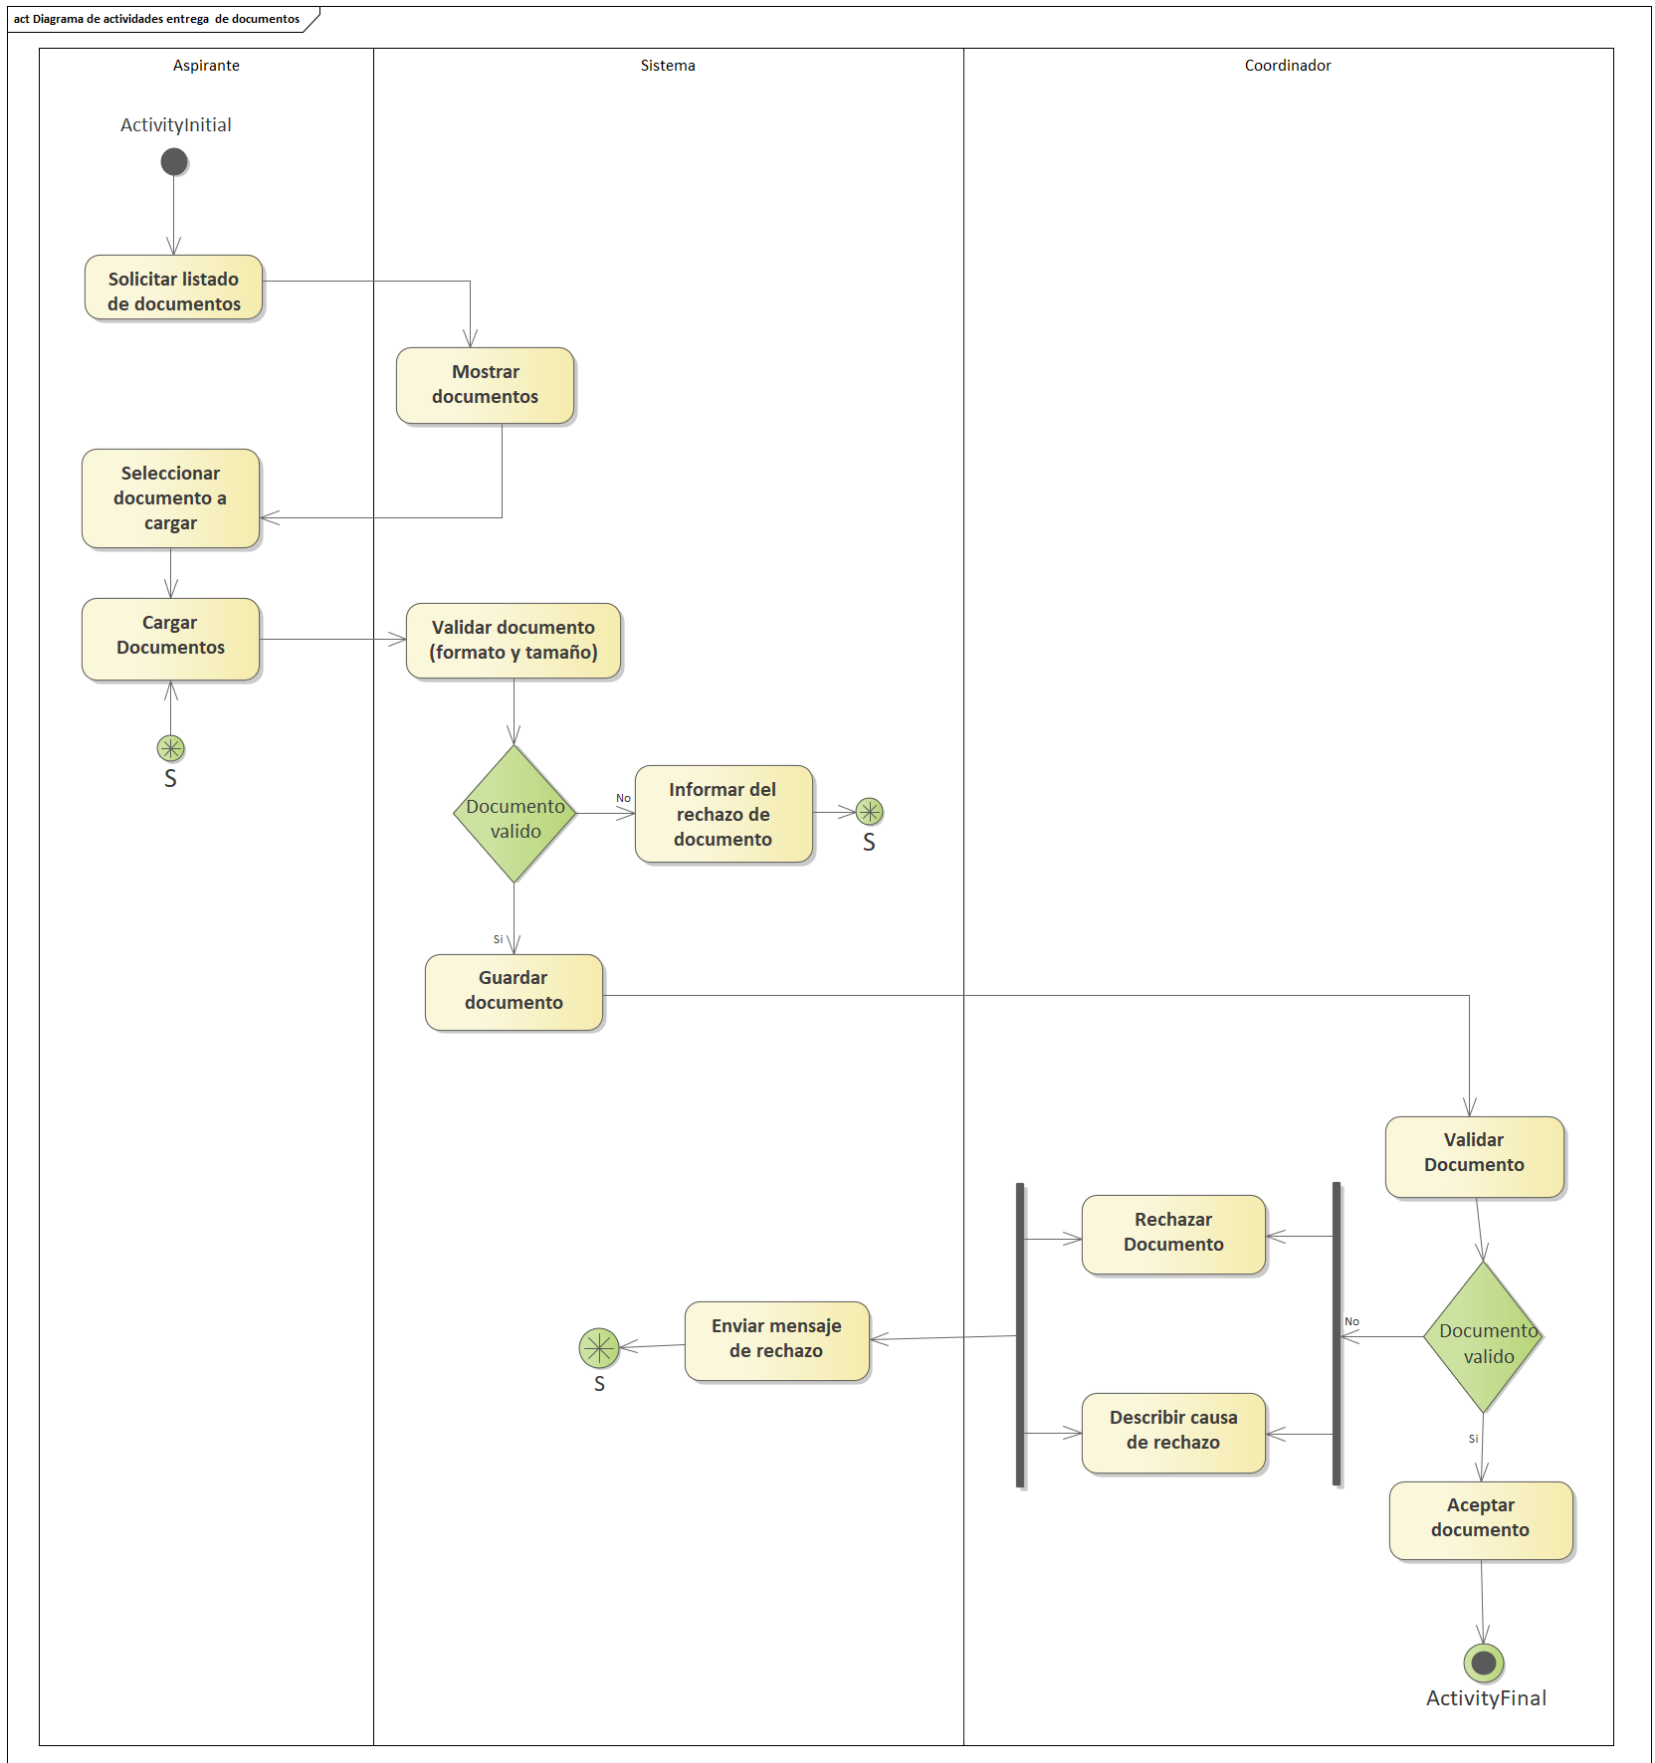 act Diagrama de actividades entrega  de documentos
Aspirante
Sistema
Coordinador
ActivityInitial
Solicitar listado
de documentos
Mostrar
documentos
Seleccionar
documento a
cargar
Cargar
Documentos
Validar documento
(formato y tamaño)
S
Documento
valido
No
Informar del
rechazo de
documento
S
Si
Guardar
documento
Validar
Documento
Rechazar
Documento
Enviar mensaje
de rechazo
S
No
Documento
valido
Describir causa
de rechazo
Si
Aceptar
documento
ActivityFinal